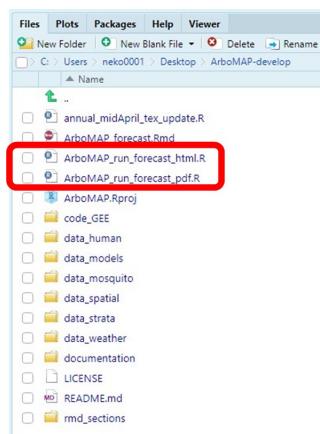 Files Plots Packages Help Viewer
New Folder New Blank File Delete Rename
C: Users neko0001 Desktop ArboMAP-develop
Name
..
annual_midApril_tex_update.R
ArboMAP_forecast.Rmd
ArboMAP_run_forecast_html.R
ArboMAP_run_forecast_pdf.R
ArboMAP.Rproj
code_GEE
data_human
data_models
data_mosquito
data_spatial
data_strata
data_weather
documentation
LICENSE
MD README.md
rmd_sections